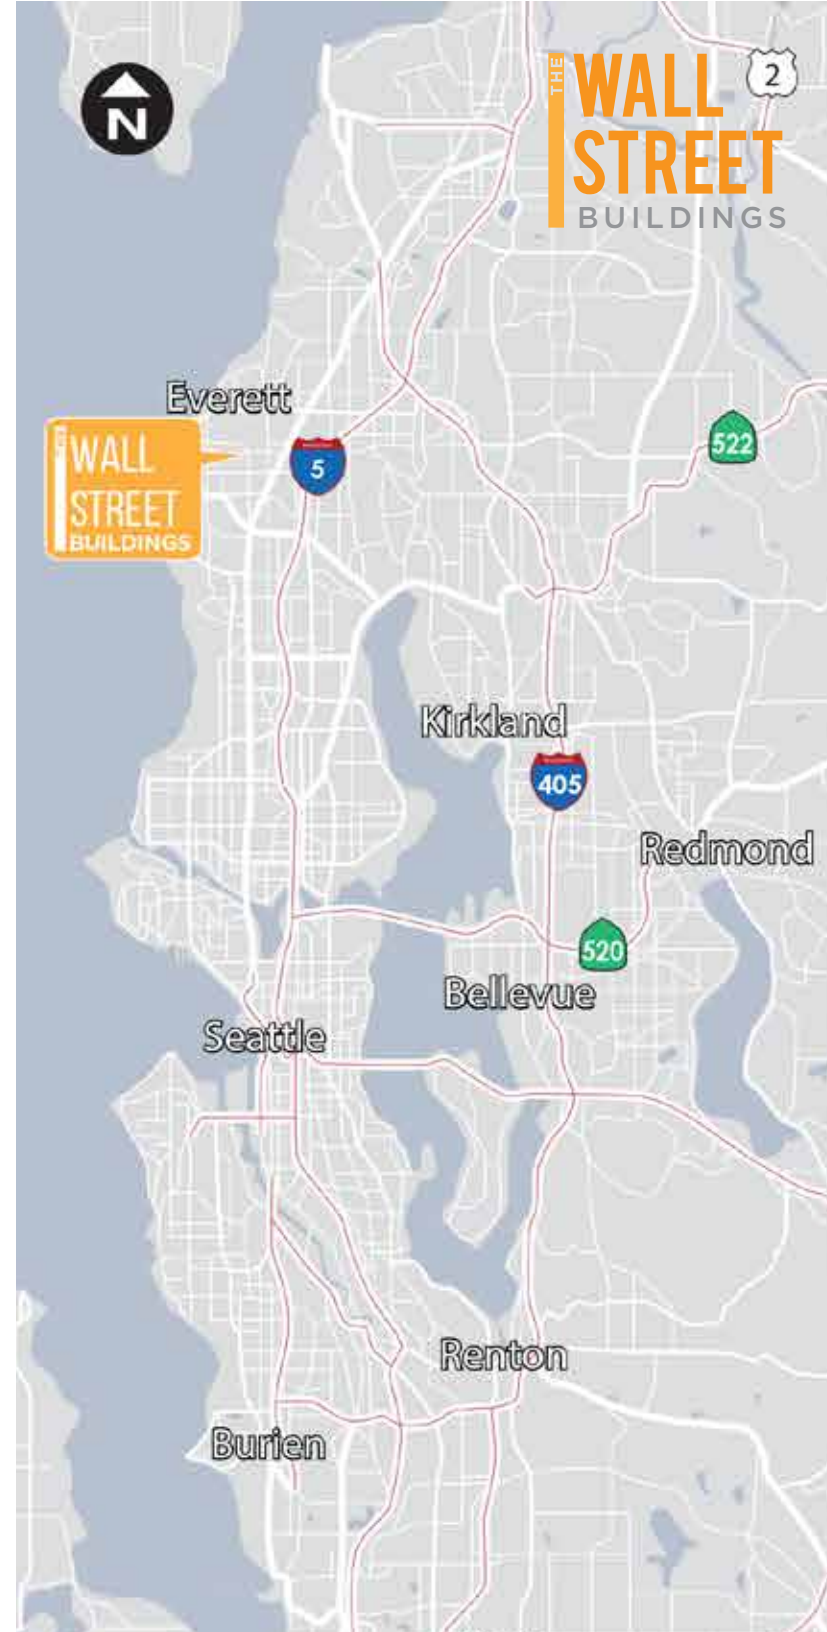 N
THE
WALL
STREET
BUILDINGS
2
Everett
THE
WALL
STREET
BUILDINGS
5
522
Kirkland
405
Redmond
520
Bellevue
Seattle
Renton
Burien